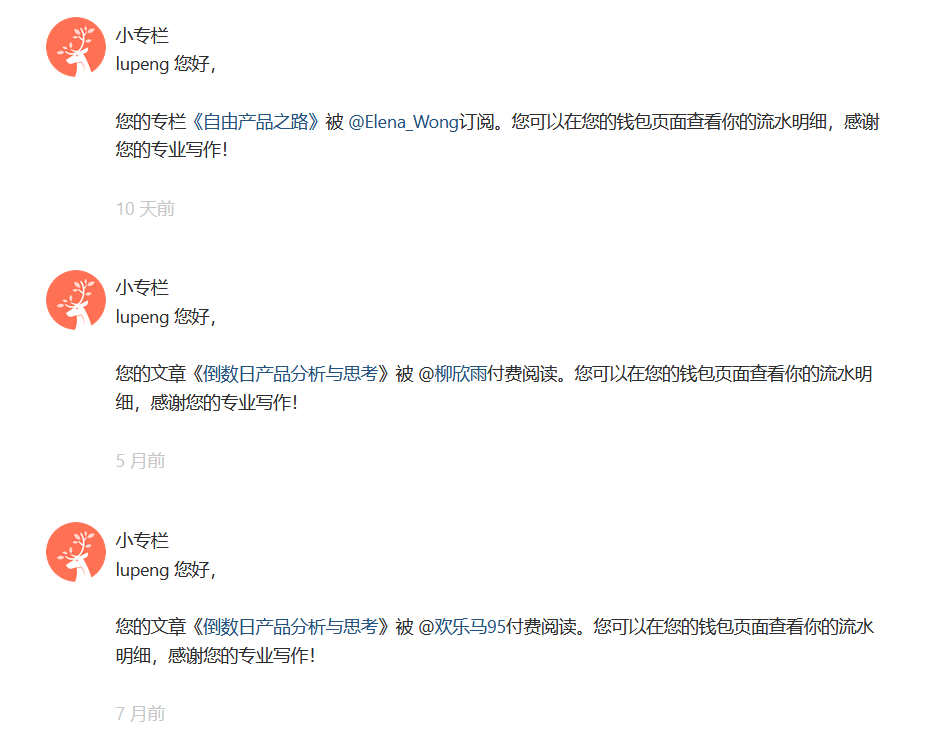 小专栏
lupeng 您好，
您的专栏《自由产品之路》被 @Elena_Wong订阅。您可以在您的钱包页面查看你的流水明细，感谢
您的专业写作！
10 天前
小专栏
lupeng 您好，
您的文章《倒数日产品分析与思考》被 @柳欣雨付费阅读。您可以在您的钱包页面查看你的流水明
细，感谢您的专业写作！
5 月前
小专栏
lupeng 您好，
您的文章《倒数日产品分析与思考》被 @欢乐马95付费阅读。您可以在您的钱包页面查看你的流水
明细，感谢您的专业写作！
7 月前